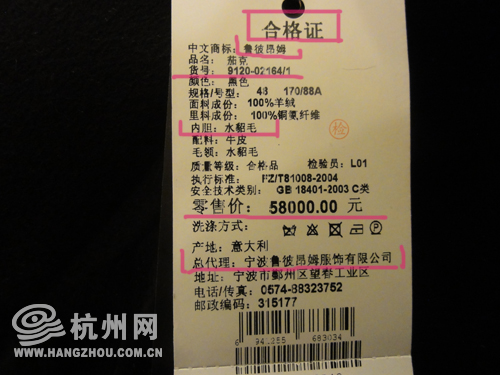 合格证
中文商标: 鲁彼昂姆
品名: 茄克
货号: 9120-02164/1
颜色: 黑色
规格/号型: 48 170/88A
面料成份: 100%羊绒
里料成份: 100%铜氨纤维
内胆: 水貂毛
配料: 牛皮
毛领: 水貂毛
检
质量等级: 合格品 检验员: L01
执行标准: FZ/T81008-2004
安全技术类别: GB 18401-2003 C类
零售价: 58000.00 元
洗涤方式:
产地: 意大利
总代理: 宁波鲁彼昂姆服饰有限公司
地址: 宁波市鄞州区望春工业区
电话/传真: 0574-88323752
邮政编码: 315177
6 941255 683034
杭州网
WWW.HANGZHOU.COM.CN